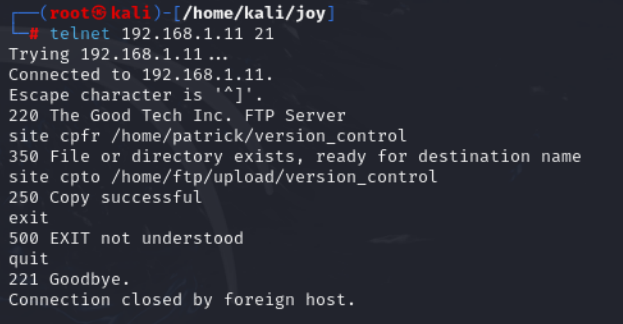 ┌──(root㉿kali)-[/home/kali/joy]
└─# telnet 192.168.1.11 21
Trying 192.168.1.11...
Connected to 192.168.1.11.
Escape character is '^]'.
220 The Good Tech Inc. FTP Server
site cpfr /home/patrick/version_control
350 File or directory exists, ready for destination name
site cpto /home/ftp/upload/version_control
250 Copy successful
exit
500 EXIT not understood
quit
221 Goodbye.
Connection closed by foreign host.